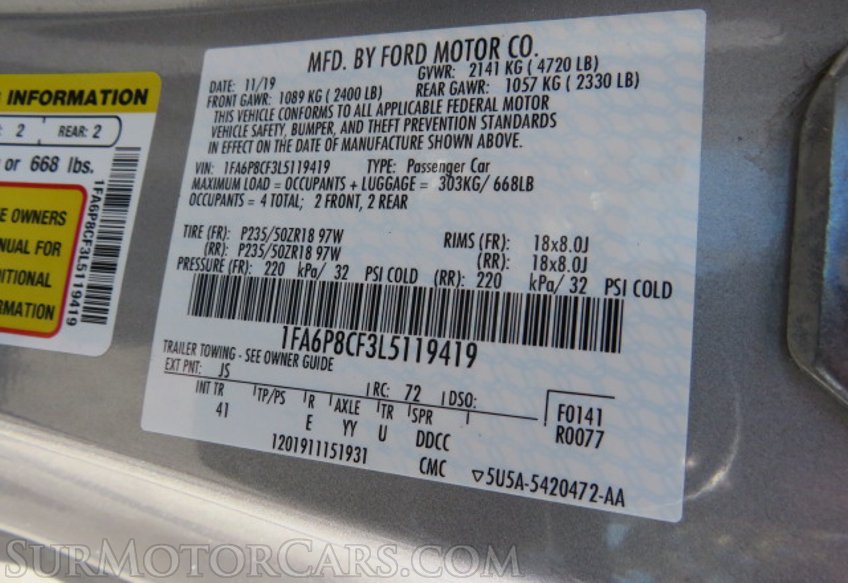 MFD. BY FORD MOTOR CO.
DATE: 11/19 GVWR: 2141 KG ( 4720 LB)
FRONT GAWR: 1089 KG ( 2400 LB) REAR GAWR: 1057 KG ( 2330 LB)
THIS VEHICLE CONFORMS TO ALL APPLICABLE FEDERAL MOTOR
VEHICLE SAFETY, BUMPER, AND THEFT PREVENTION STANDARDS
IN EFFECT ON THE DATE OF MANUFACTURE SHOWN ABOVE.
VIN: 1FA6P8CF3L5119419 TYPE: Passenger Car
MAXIMUM LOAD = OCCUPANTS + LUGGAGE = 303KG/ 668LB
OCCUPANTS = 4 TOTAL; 2 FRONT, 2 REAR
TIRE (FR): P235/50ZR18 97W RIMS (FR): 18x8.0J
(RR): P235/50ZR18 97W (RR): 18x8.0J
PRESSURE (FR): 220 kPa/ 32 PSI COLD (RR): 220 kPa/ 32 PSI COLD
1FA6P8CF3L5119419
TRAILER TOWING - SEE OWNER GUIDE
EXT PNT: JS RC: 72 DSO:
INT TR TP/PS R AXLE TR SPR
41 E YY U DDCC
F0141
R0077
1201911151931 CMC ▽5U5A-5420472-AA
INFORMATION
: 2 REAR: 2
or 668 lbs.
OWNERS
FOR
1FA6P8CF3L5119419
SURMOTORCARS.COM